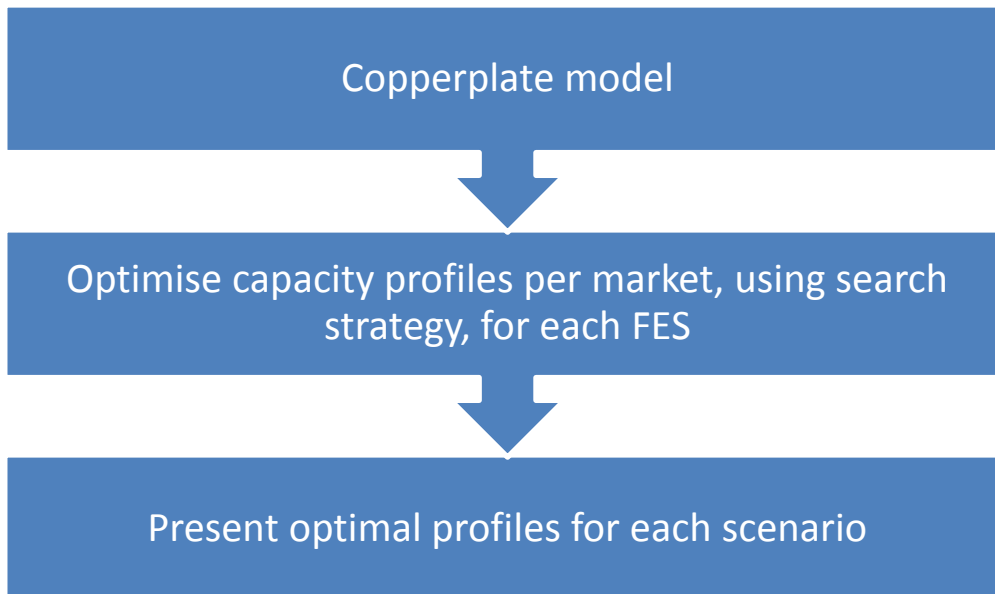 Copperplate model
Optimise capacity profiles per market, using search
strategy, for each FES
Present optimal profiles for each scenario